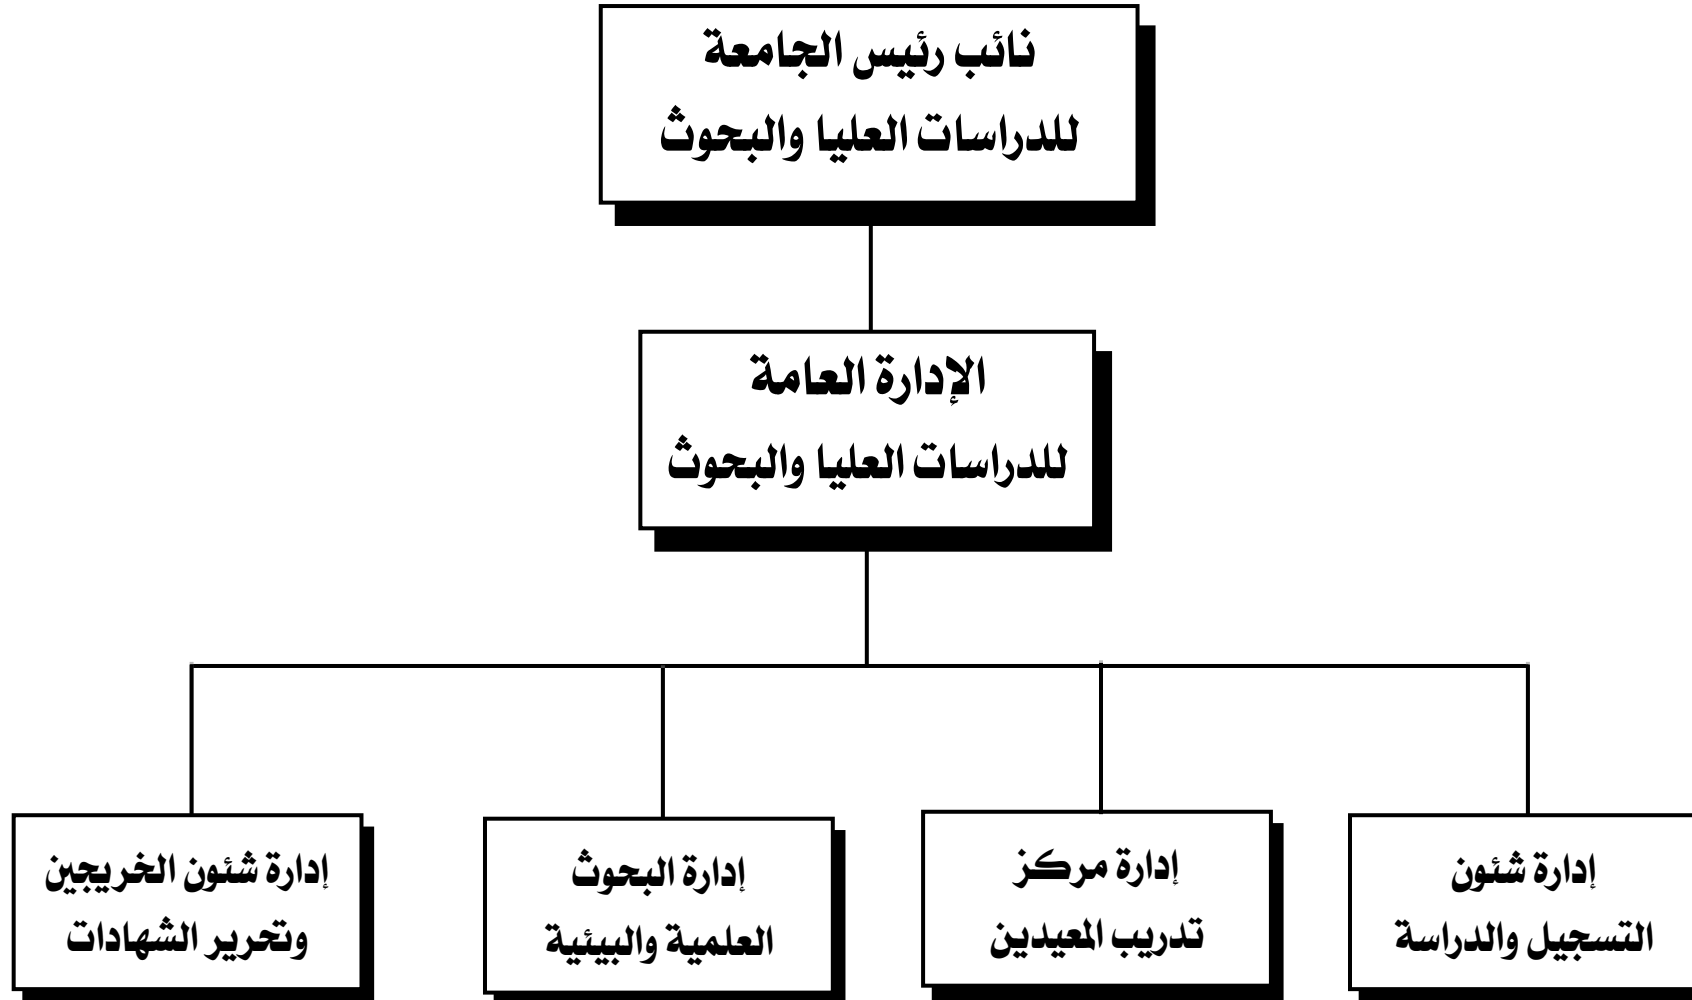 نائب رئيس الجامعة
للدراسات العليا والبحوث
الإدارة العامة
للدراسات العليا والبحوث
إدارة شئون
التسجيل والدراسة
إدارة مركز
تدريب المعيدين
إدارة البحوث
العلمية والبيئية
إدارة شئون الخريجين
وتحرير الشهادات